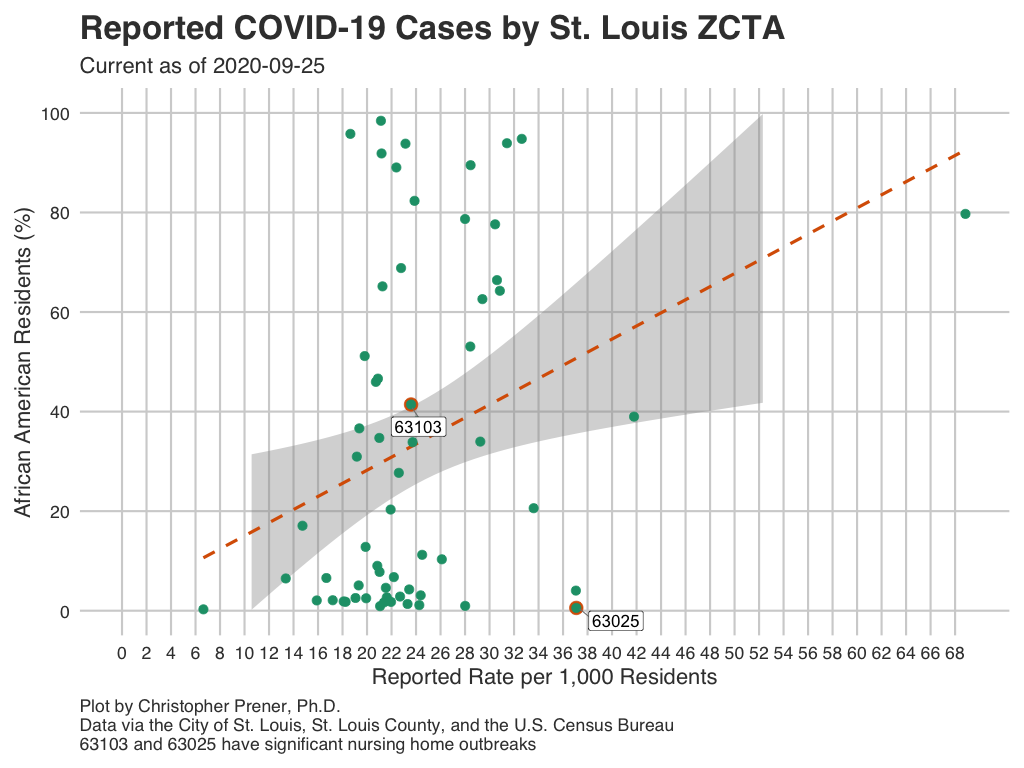 Reported COVID-19 Cases by St. Louis ZCTA
Current as of 2020-09-25
African American Residents (%)
100
80
60
40
20
0
63103
63025
0 2 4 6 8 10 12 14 16 18 20 22 24 26 28 30 32 34 36 38 40 42 44 46 48 50 52 54 56 58 60 62 64 66 68
Reported Rate per 1,000 Residents
Plot by Christopher Prener, Ph.D.
Data via the City of St. Louis, St. Louis County, and the U.S. Census Bureau
63103 and 63025 have significant nursing home outbreaks